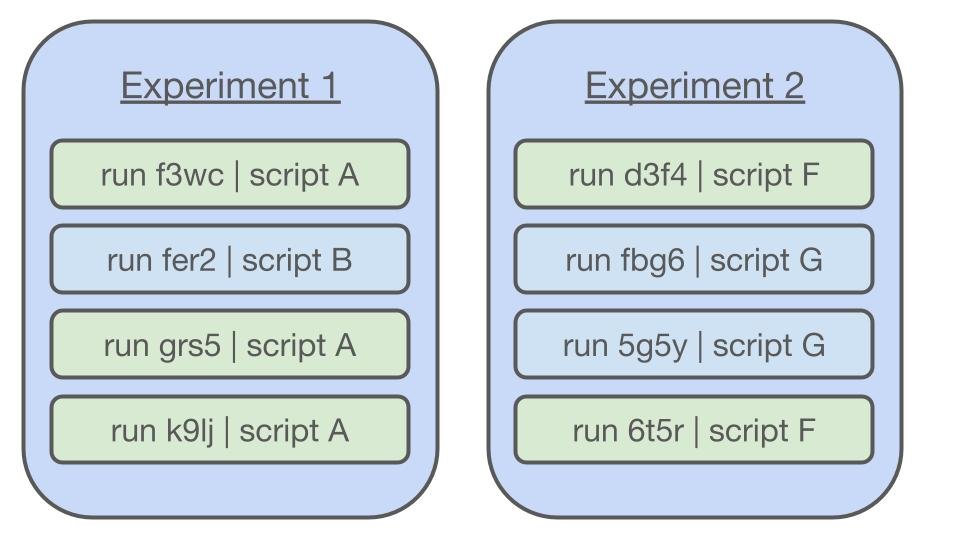 Experiment 1
run f3wc | script A
run fer2 | script B
run grs5 | script A
run k9lj | script A
Experiment 2
run d3f4 | script F
run fbg6 | script G
run 5g5y | script G
run 6t5r | script F